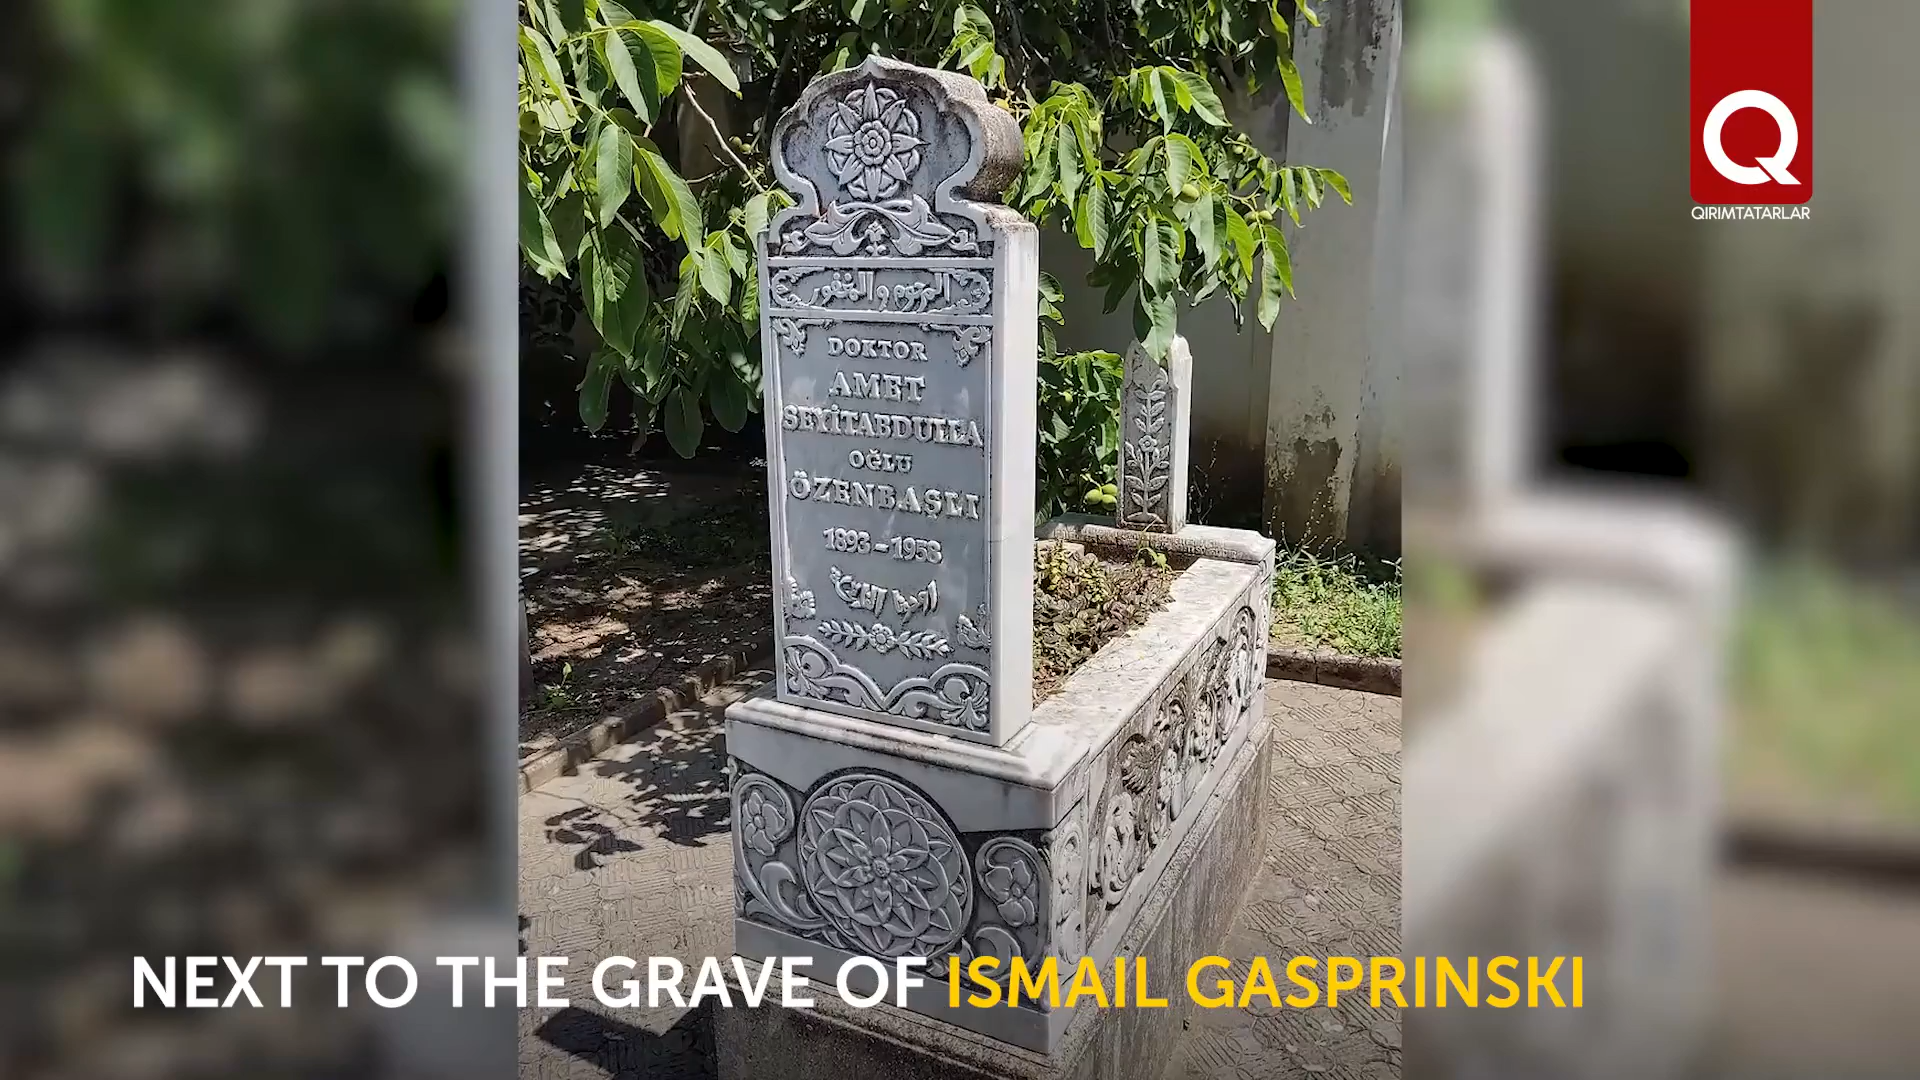 QIRIMTATARLAR
DOKTOR
AMET
SEYİTABDULLA
OĞLU
ÖZENBAŞLI
1893-1958
NEXT TO THE GRAVE OF ISMAIL GASPRINSKI